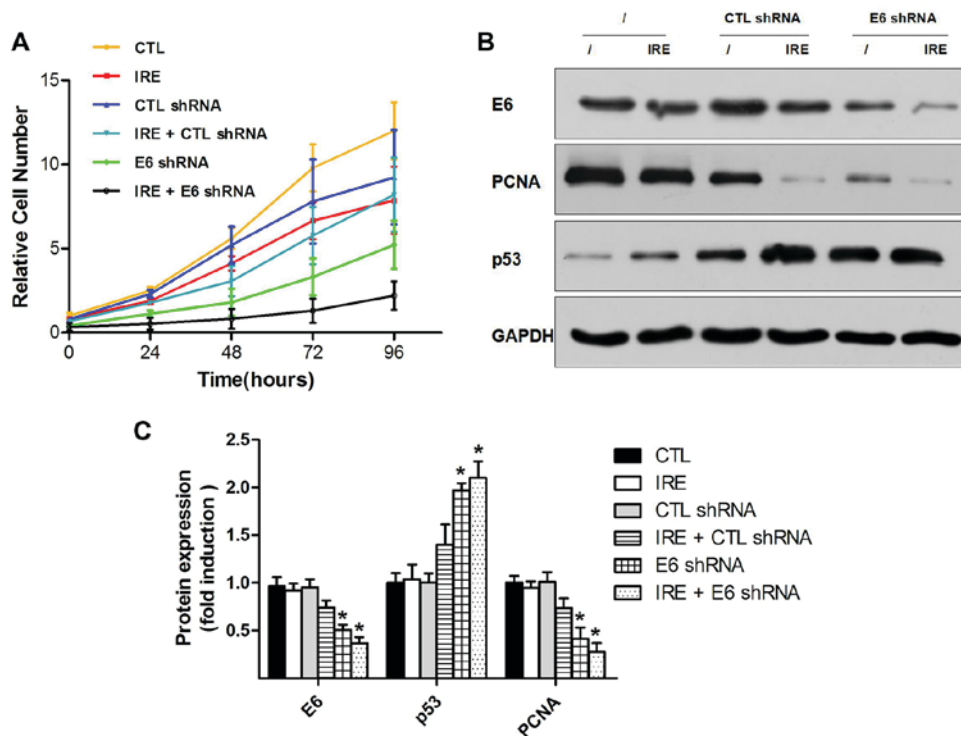 A
CTL
IRE
CTL shRNA
IRE + CTL shRNA
E6 shRNA
IRE + E6 shRNA
Relative Cell Number
15
10
5
0
0 24 48 72 96
Time(hours)
B
/ CTL shRNA E6 shRNA
/ IRE / IRE / IRE
E6
PCNA
p53
GAPDH
C
Protein expression
(fold induction )
2.5
2.0
1.5
1.0
0.5
* * * * * *
E6 p53 PCNA
CTL
IRE
CTL shRNA
IRE + CTL shRNA
E6 shRNA
IRE + E6 shRNA